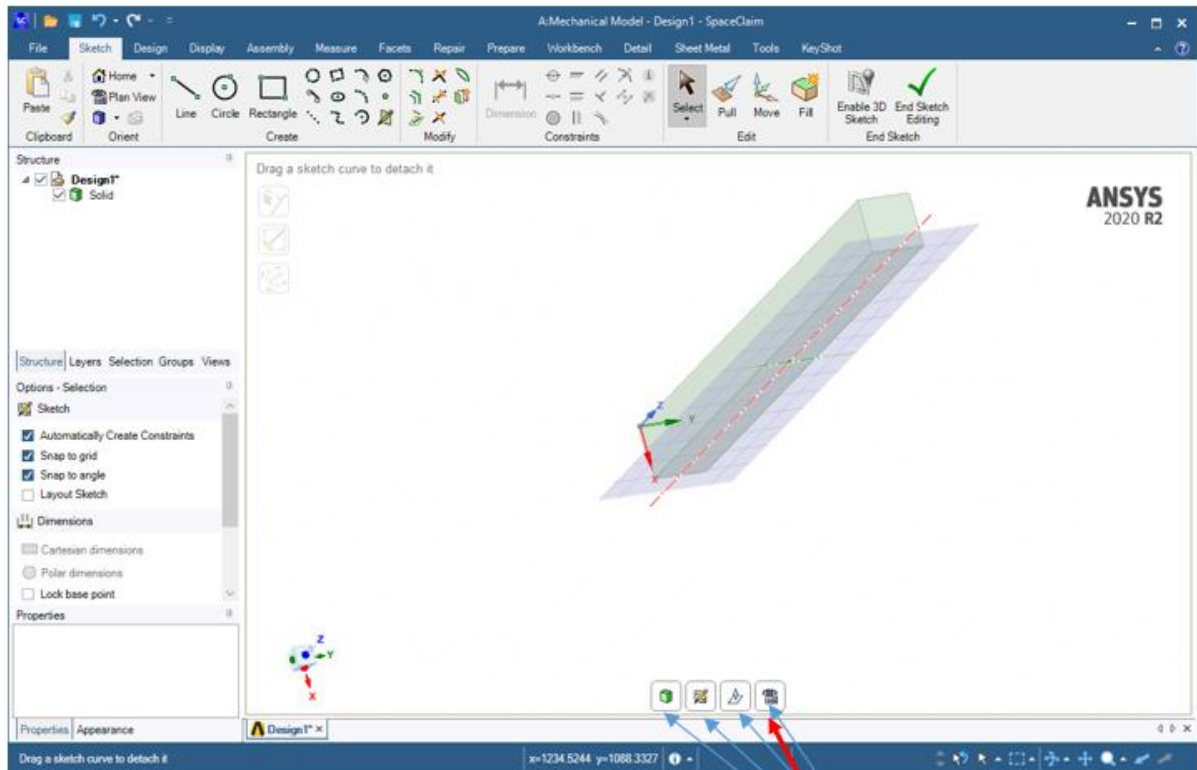 A:Mechanical Model - Design1 - SpaceClaim
File Sketch Design Display Assembly Measure Facets Repair Prepare Workbench Detail Sheet Metal Tools KeyShot
Paste
Home
Plan View
Line Circle Rectangle
Dimension
Select Pull Move Fill
Enable 3D Sketch
End Sketch Editing
Clipboard Orient Create Modify Constraints Edit End Sketch
Structure
Design1*
Solid
Structure Layers Selection Groups Views
Options - Selection
Sketch
Automatically Create Constraints
Snap to grid
Snap to angle
Layout Sketch
Dimensions
Cartesian dimensions
Polar dimensions
Lock base point
Properties
Properties Appearance
Drag a sketch curve to detach it
ANSYS
2020 R2
Z
Y
X
Z
Y
X
Design1*
Drag a sketch curve to detach it
x=1234.5244 y=1088.3327